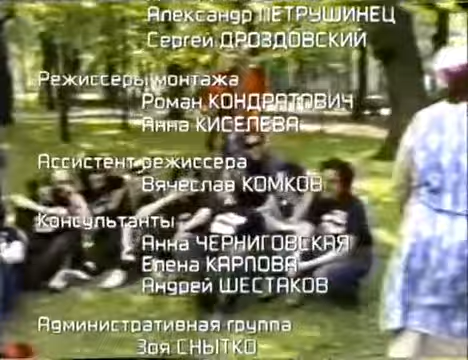 Александр ПЕТРУШИНЕЦ
Сергей ДРОЗДОВСКИЙ
Режиссеры монтажа
Роман КОНДРАТОВИЧ
Анна КИСЕЛЕВА
Ассистент режиссера
Вячеслав КОМКОВ
Консультанты
Анна ЧЕРНИГОВСКАЯ
Елена КАРПОВА
Андрей ШЕСТАКОВ
Административная группа
Зоя СНЫТКО